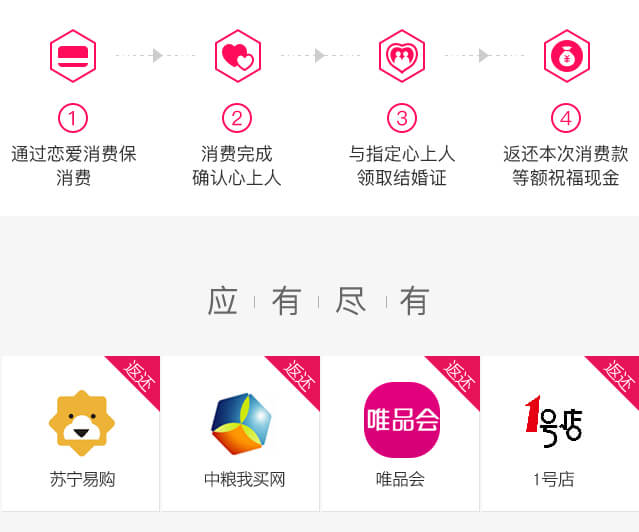 1
2
3
4
通过恋爱消费保
消费
消费完成
确认心上人
与指定心上人
领取结婚证
返还本次消费款
等额祝福现金
应有尽有
返还
返还
返还
返还
唯品会
1号店
苏宁易购
中粮我买网
唯品会
1号店